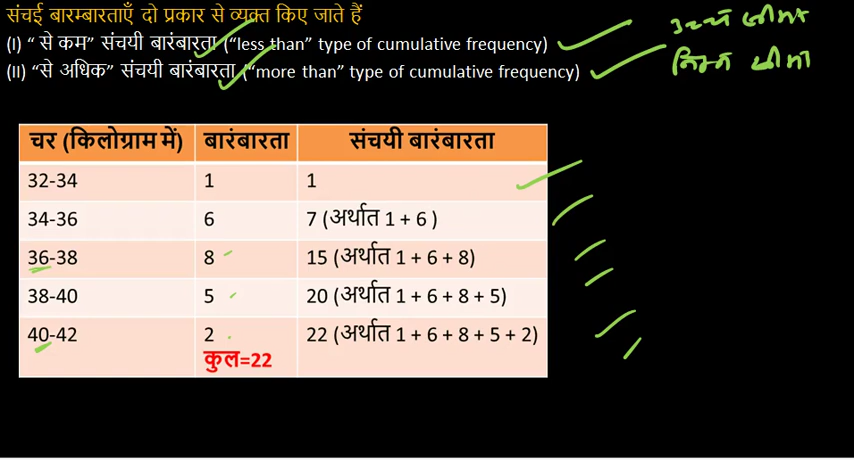 संचई बारम्बारताएँ दो प्रकार से व्यक्त किए जाते हैं
(I) “ से कम” संचयी बारंबारता (“less than” type of cumulative frequency)
(II) “से अधिक” संचयी बारंबारता (“more than” type of cumulative frequency)
निम्न सीमा
चर (किलोग्राम में) बारंबारता संचयी बारंबारता
32-34 1 1
34-36 6 7 (अर्थात 1 + 6 )
36-38 8 15 (अर्थात 1 + 6 + 8)
38-40 5 20 (अर्थात 1 + 6 + 8 + 5)
40-42 2 22 (अर्थात 1 + 6 + 8 + 5 + 2)
कुल=22